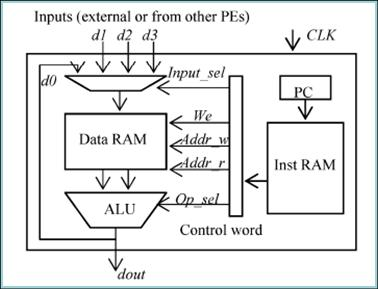 Inputs (external or from other PEs)
d1 d2 d3 CLK
d0 Input_sel
PC
We
Data RAM Addr_w
Addr_r Inst RAM
ALU Op_sel
Control word
dout